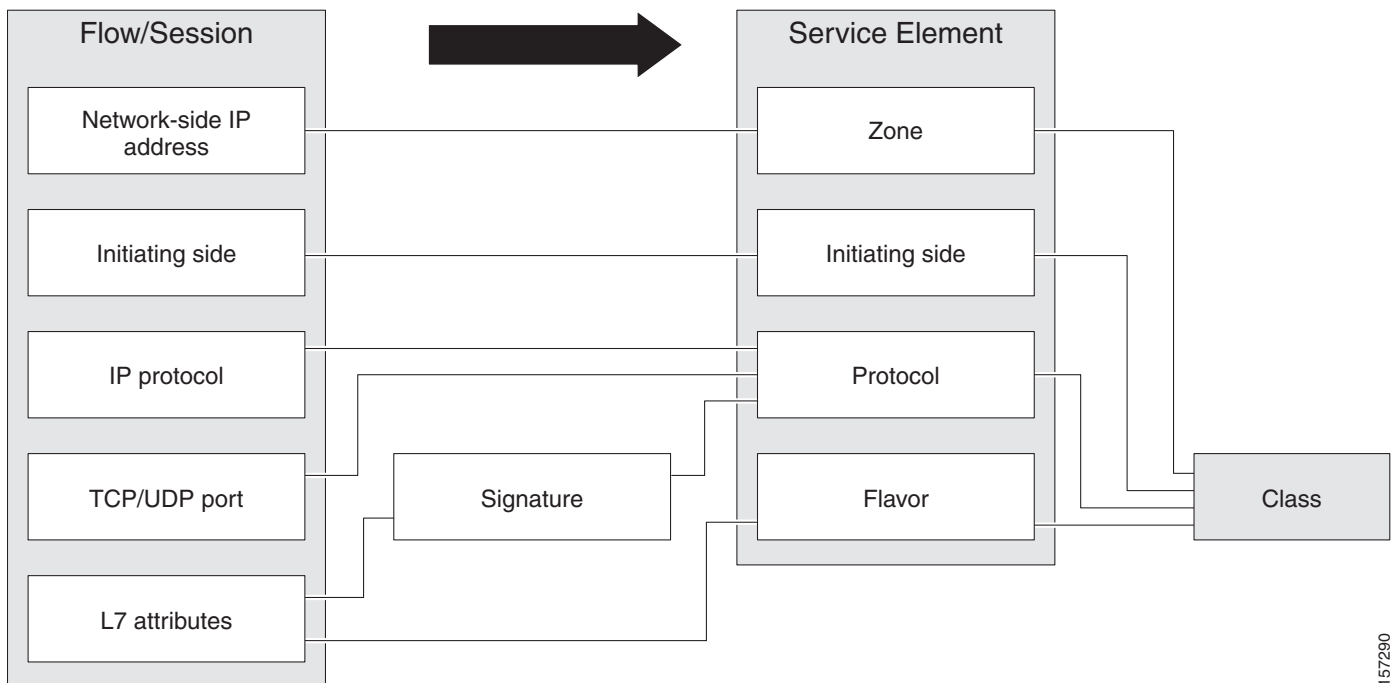 Flow/Session
Service Element
Network-side IP
address
Zone
Initiating side
Initiating side
IP protocol
Protocol
TCP/UDP port
Signature
Flavor
Class
L7 attributes
157290